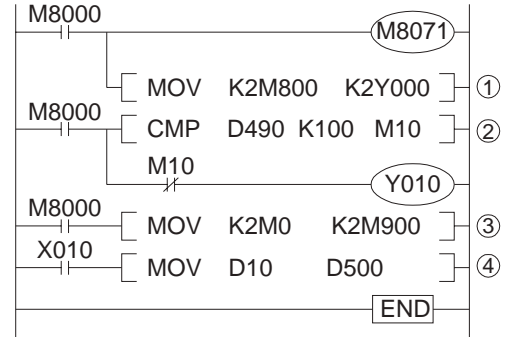 M8000
M8071
MOV K2M800 K2Y000 ①
M8000
CMP D490 K100 M10 ②
M10
Y010
M8000
MOV K2M0 K2M900 ③
X010
MOV D10 D500 ④
END